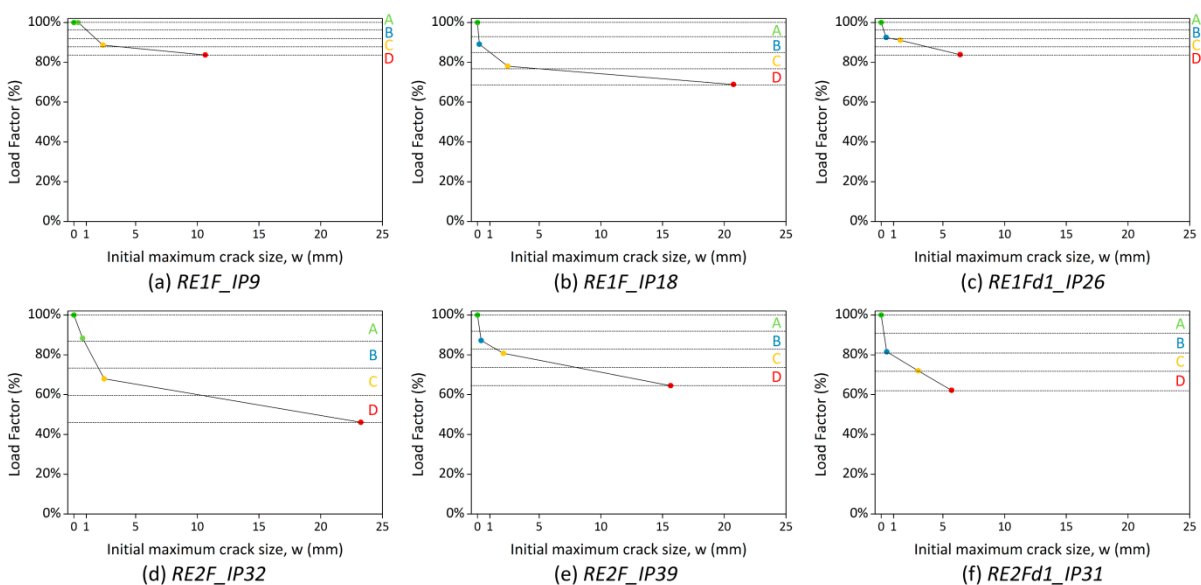 100%
80%
60%
40%
20%
0%
Load Factor (%)
A
B
C
D
0 1 5 10 15 20 25
Initial maximum crack size, w (mm)
(a) RE1F_IP9
100%
80%
60%
40%
20%
0%
Load Factor (%)
A
B
C
D
0 1 5 10 15 20 25
Initial maximum crack size, w (mm)
(b) RE1F_IP18
100%
80%
60%
40%
20%
0%
Load Factor (%)
A
B
C
D
0 1 5 10 15 20 25
Initial maximum crack size, w (mm)
(c) RE1Fd1_IP26
100%
80%
60%
40%
20%
0%
Load Factor (%)
A
B
C
D
0 1 5 10 15 20 25
Initial maximum crack size, w (mm)
(d) RE2F_IP32
100%
80%
60%
40%
20%
0%
Load Factor (%)
A
B
C
D
0 1 5 10 15 20 25
Initial maximum crack size, w (mm)
(e) RE2F_IP39
100%
80%
60%
40%
20%
0%
Load Factor (%)
A
B
C
D
0 1 5 10 15 20 25
Initial maximum crack size, w (mm)
(f) RE2Fd1_IP31